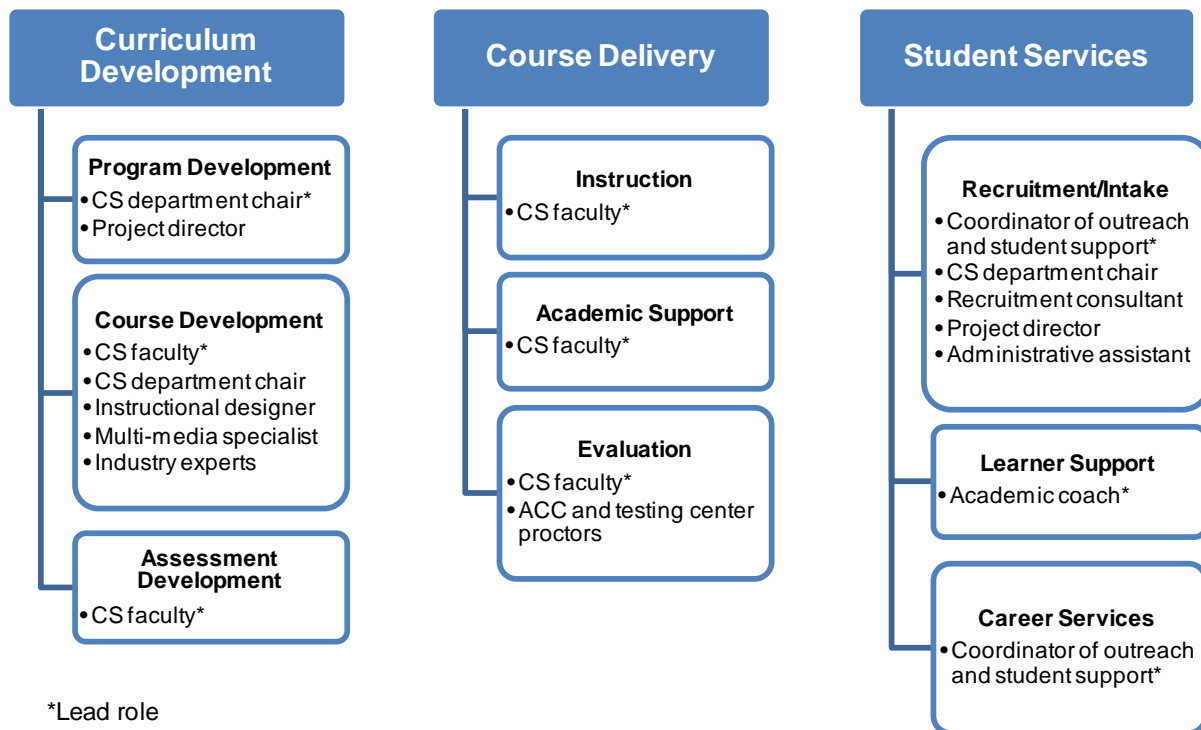 Curriculum
Development
Program Development
•CS department chair*
•Project director
Course Development
•CS faculty*
•CS department chair
•Instructional designer
•Multi-media specialist
•Industry experts
Assessment
Development
•CS faculty*
Course Delivery
Instruction
•CS faculty*
Academic Support
•CS faculty*
Evaluation
•CS faculty*
•ACC and testing center
proctors
Student Services
Recruitment/Intake
•Coordinator of outreach
and student support*
•CS department chair
•Recruitment consultant
•Project director
•Administrative assistant
Learner Support
•Academic coach*
Career Services
•Coordinator of outreach
and student support*
*Lead role